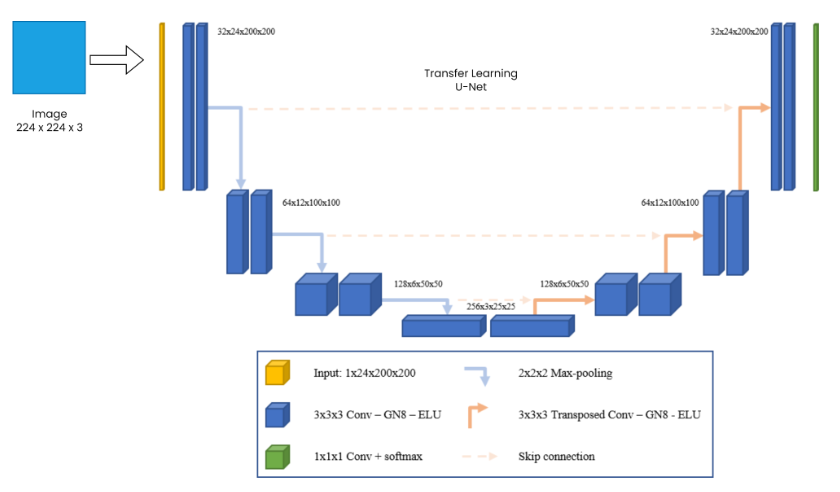 32x24x200x200
32x24x200x200
Transfer Learning
U-Net
Image
224 x 224 x 3
64x12x100x100
64x12x100x100
128x6x50x50
128x6x50x50
256x3x25x25
Input: 1x24x200x200
2x2x2 Max-pooling
3x3x3 Conv – GN8 – ELU
3x3x3 Transposed Conv – GN8 - ELU
1x1x1 Conv + softmax
Skip connection